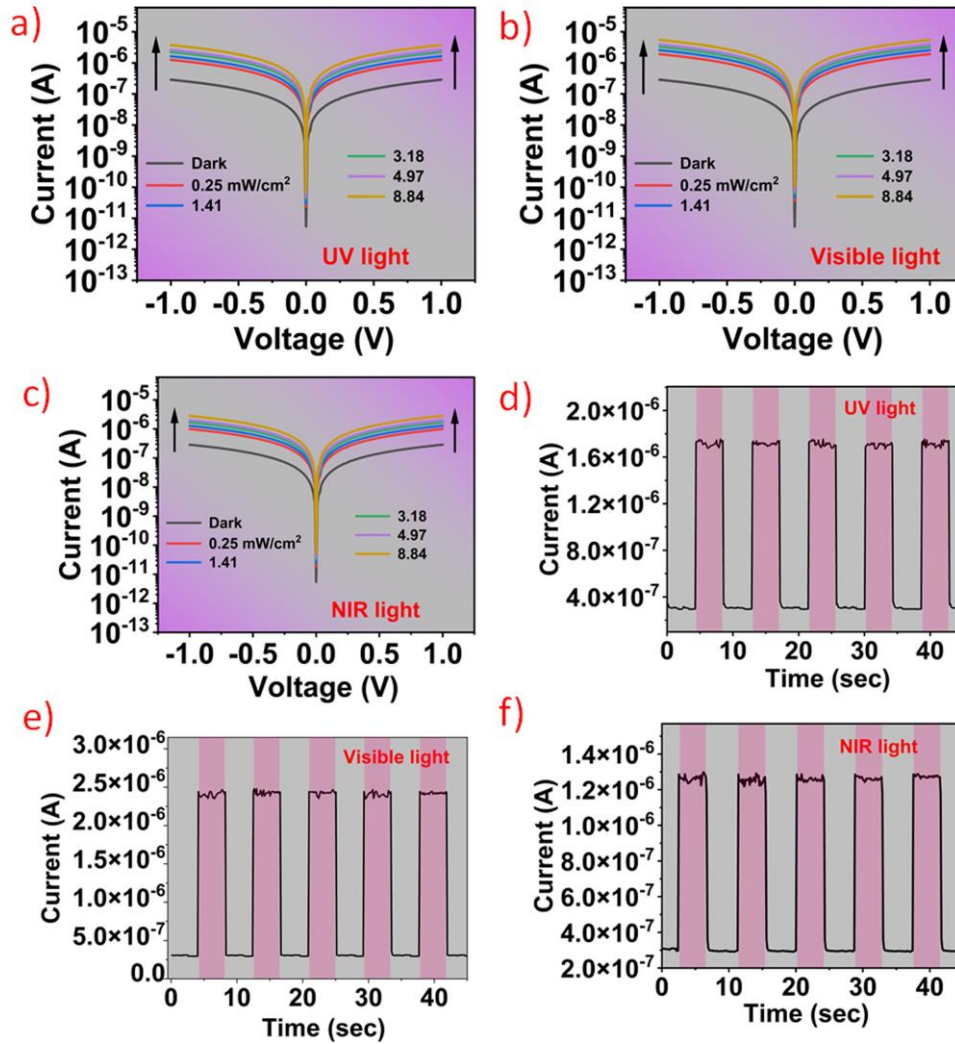 a)
Current (A)
10⁻⁵
10⁻⁶
10⁻⁷
10⁻⁸
10⁻⁹
10⁻¹⁰
10⁻¹¹
10⁻¹²
10⁻¹³
Dark
0.25 mW/cm²
1.41
3.18
4.97
8.84
UV light
-1.0 -0.5 0.0 0.5 1.0
Voltage (V)
b)
Current (A)
10⁻⁵
10⁻⁶
10⁻⁷
10⁻⁸
10⁻⁹
10⁻¹⁰
10⁻¹¹
10⁻¹²
10⁻¹³
Dark
0.25 mW/cm²
1.41
3.18
4.97
8.84
Visible light
-1.0 -0.5 0.0 0.5 1.0
Voltage (V)
c)
Current (A)
10⁻⁵
10⁻⁶
10⁻⁷
10⁻⁸
10⁻⁹
10⁻¹⁰
10⁻¹¹
10⁻¹²
10⁻¹³
Dark
0.25 mW/cm²
1.41
3.18
4.97
8.84
NIR light
-1.0 -0.5 0.0 0.5 1.0
Voltage (V)
d)
Current (A)
2.0×10⁻⁶
1.6×10⁻⁶
1.2×10⁻⁶
8.0×10⁻⁷
4.0×10⁻⁷
UV light
0 10 20 30 40
Time (sec)
e)
Current (A)
3.0×10⁻⁶
2.5×10⁻⁶
2.0×10⁻⁶
1.5×10⁻⁶
1.0×10⁻⁶
5.0×10⁻⁷
0.0
Visible light
0 10 20 30 40
Time (sec)
f)
Current (A)
1.4×10⁻⁶
1.2×10⁻⁶
1.0×10⁻⁶
8.0×10⁻⁷
6.0×10⁻⁷
4.0×10⁻⁷
2.0×10⁻⁷
NIR light
0 10 20 30 40
Time (sec)